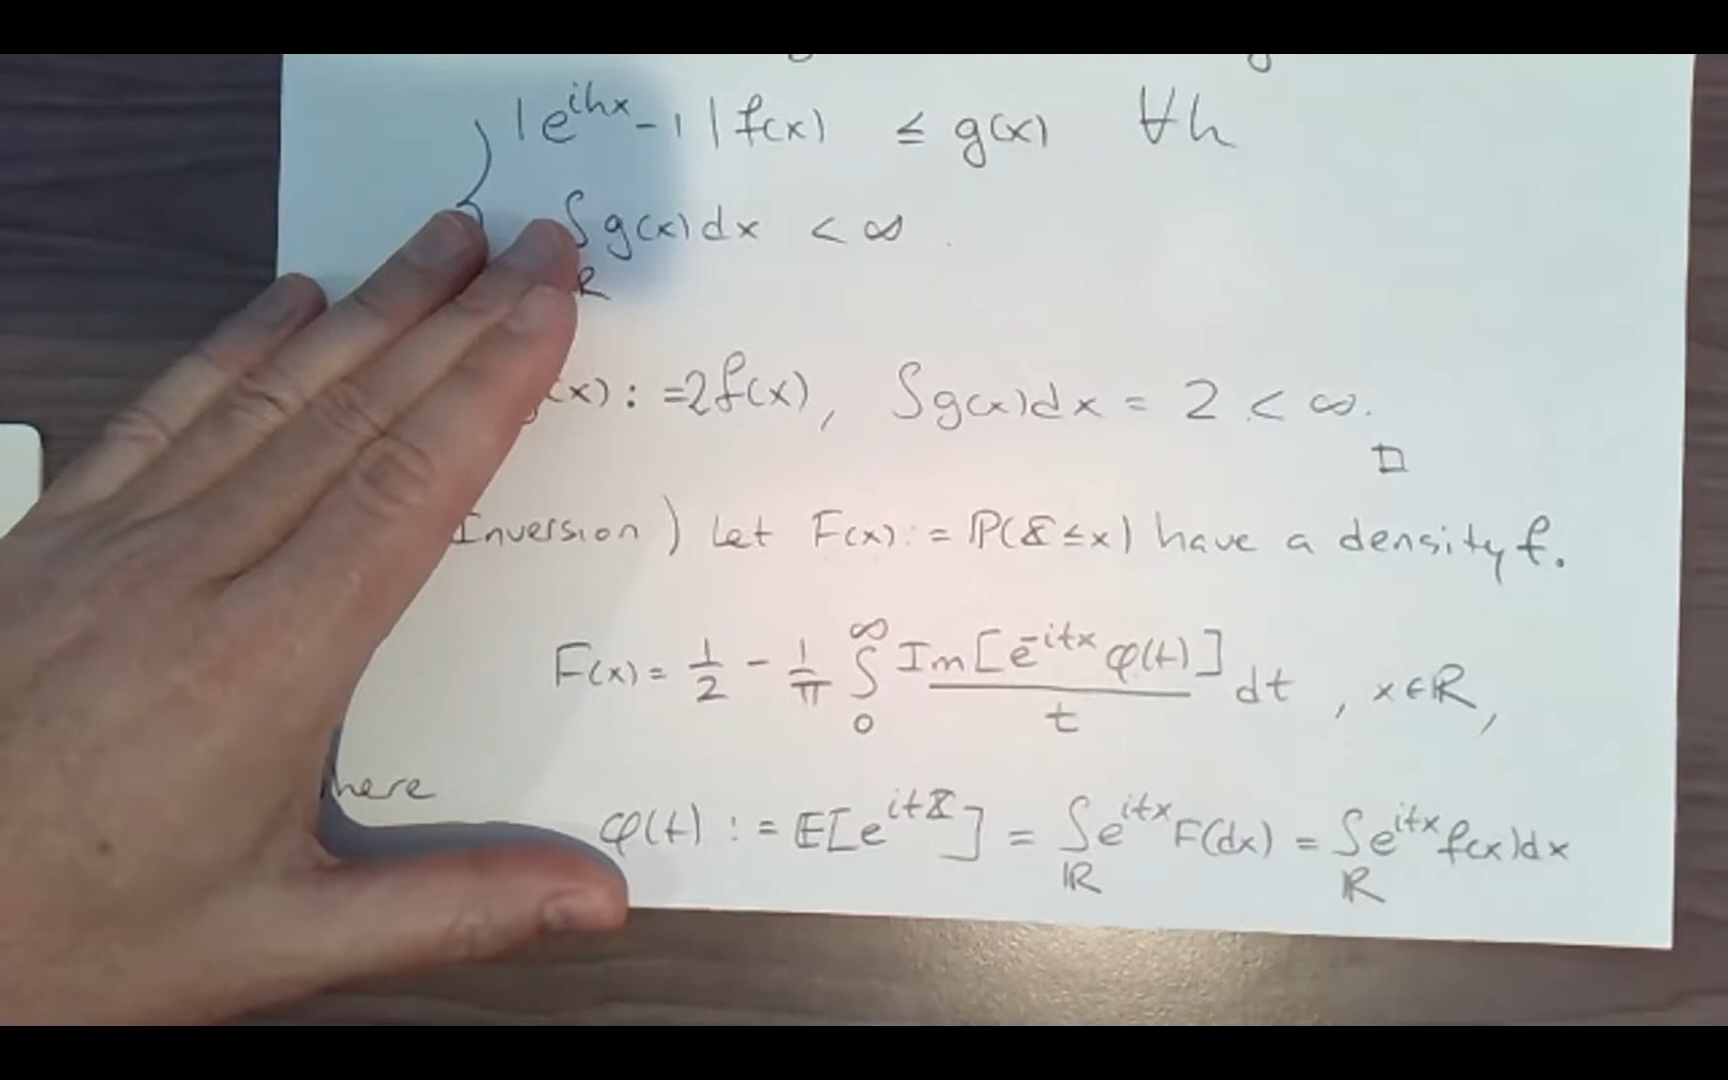 |e^{ihx} - 1| f(x) ≤ g(x) ∀h
∫_R g(x)dx < ∞.
(x) := 2f(x), ∫g(x)dx = 2 < ∞.
□
Inversion) Let F(x) := ℙ(X ≤ x) have a density f.
F(x) = 1/2 - 1/π ∫_0^∞ Im[e^{-itx} φ(t)]/t dt, x ∈ ℝ,
here
φ(t) := E[e^{itX}] = ∫_ℝ e^{itx} F(dx) = ∫_ℝ e^{itx} f(x)dx